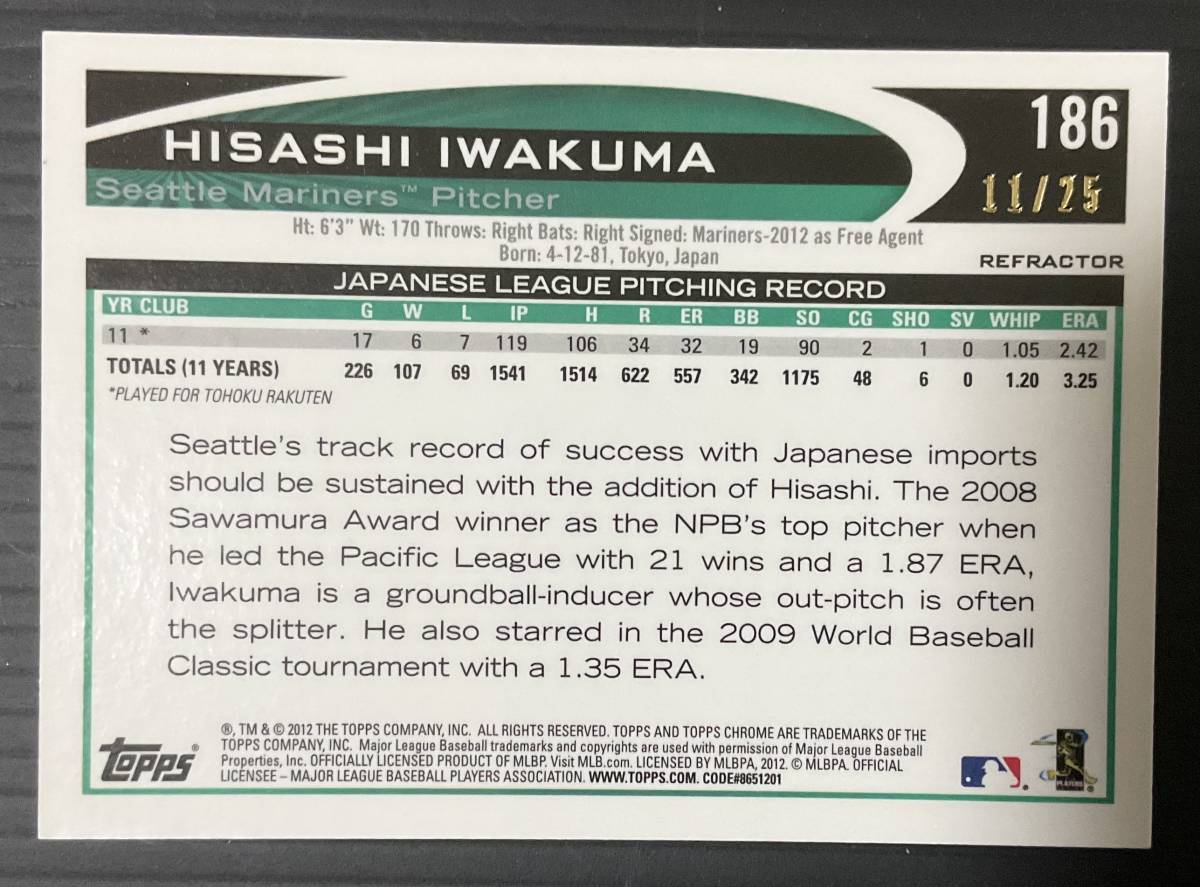 186
HISASHI IWAKUMA
11/25
Seattle Mariners™ Pitcher
Ht: 6'3" Wt: 170 Throws: Right Bats: Right Signed: Mariners-2012 as Free Agent
Born: 4-12-81, Tokyo, Japan
REFRACTOR
JAPANESE LEAGUE PITCHING RECORD
YR CLUB G W L IP H R ER BB SO CG SHO SV WHIP ERA
11 * 17 6 7 119 106 34 32 19 90 2 1 0 1.05 2.42
TOTALS (11 YEARS) 226 107 69 1541 1514 622 557 342 1175 48 6 0 1.20 3.25
*PLAYED FOR TOHOKU RAKUTEN
Seattle's track record of success with Japanese imports
should be sustained with the addition of Hisashi. The 2008
Sawamura Award winner as the NPB's top pitcher when
he led the Pacific League with 21 wins and a 1.87 ERA,
Iwakuma is a groundball-inducer whose out-pitch is often
the splitter. He also starred in the 2009 World Baseball
Classic tournament with a 1.35 ERA.
®, TM & © 2012 THE TOPPS COMPANY, INC. ALL RIGHTS RESERVED. TOPPS AND TOPPS CHROME ARE TRADEMARKS OF THE
TOPPS COMPANY, INC. Major League Baseball trademarks and copyrights are used with permission of Major League Baseball
Properties, Inc. OFFICIALLY LICENSED PRODUCT OF MLBP. Visit MLB.com. LICENSED BY MLBPA, 2012. © MLBPA. OFFICIAL
LICENSEE – MAJOR LEAGUE BASEBALL PLAYERS ASSOCIATION. WWW.TOPPS.COM. CODE#8651201
TOPPS®
PLAYERS